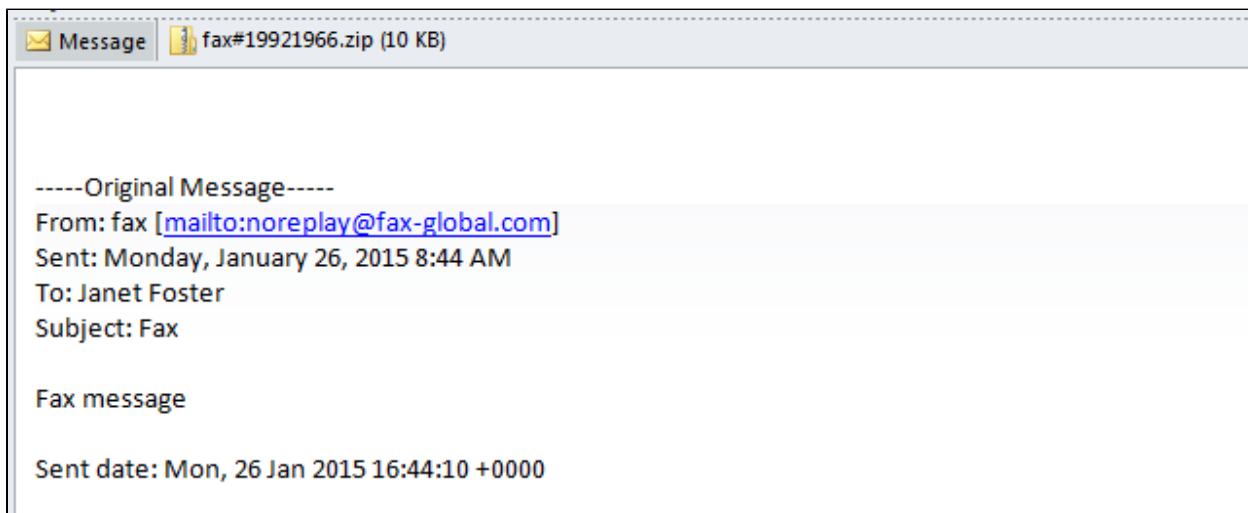 Message fax#19921966.zip (10 KB)
-----Original Message-----
From: fax [mailto:noreplay@fax-global.com]
Sent: Monday, January 26, 2015 8:44 AM
To: Janet Foster
Subject: Fax
Fax message
Sent date: Mon, 26 Jan 2015 16:44:10 +0000